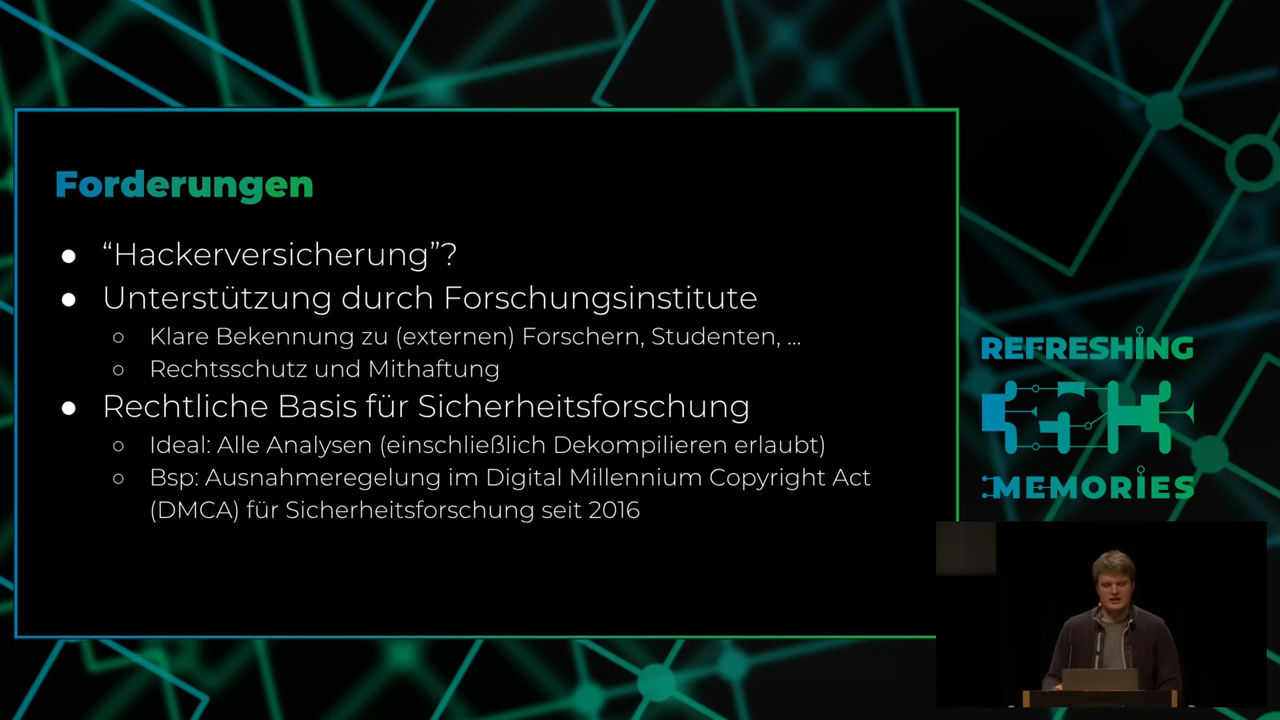 Forderungen
● “Hackerversicherung”?
● Unterstützung durch Forschungsinstitute
○ Klare Bekennung zu (externen) Forschern, Studenten, ...
○ Rechtsschutz und Mithaftung
● Rechtliche Basis für Sicherheitsforschung
○ Ideal: Alle Analysen (einschließlich Dekompilieren erlaubt)
○ Bsp: Ausnahmeregelung im Digital Millennium Copyright Act
(DMCA) für Sicherheitsforschung seit 2016
REFRESHING
MEMORIES